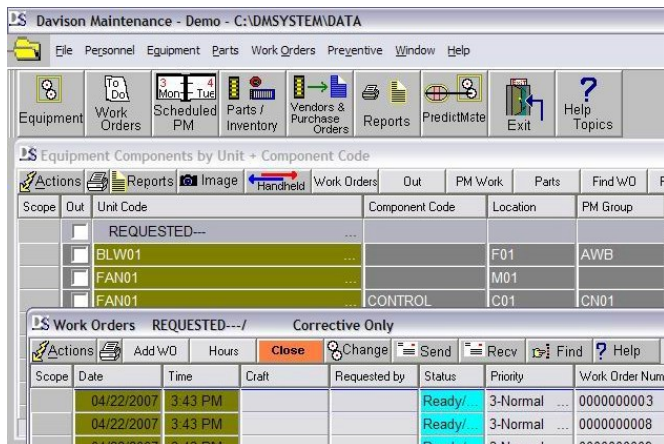 DS Davison Maintenance - Demo - C:\DMSYSTEM\DATA
File Personnel Equipment Parts Work Orders Preventive Window Help
Equipment
To Do
Work Orders
3 4
Mon Tue
Scheduled PM
Parts / Inventory
Vendors & Purchase Orders
Reports
PredictMate
Exit
Help Topics
DS Equipment Components by Unit + Component Code
Actions Reports Image Handheld Work Orders Out PM Work Parts Find WO
Scope Out Unit Code Component Code Location PM Group
REQUESTED--- ...
BLW01 ... F01 AWB
FAN01 ... M01
FAN01 ... CONTROL C01 CN01
DS Work Orders REQUESTED---/ Corrective Only
Actions Add WO Hours Close Change Send Recv Find ? Help
Scope Date Time Craft Requested by Status Priority Work Order Num
04/22/2007 3:43 PM Ready/... 3-Normal ... 0000000003
04/22/2007 3:43 PM Ready/... 3-Normal ... 0000000008